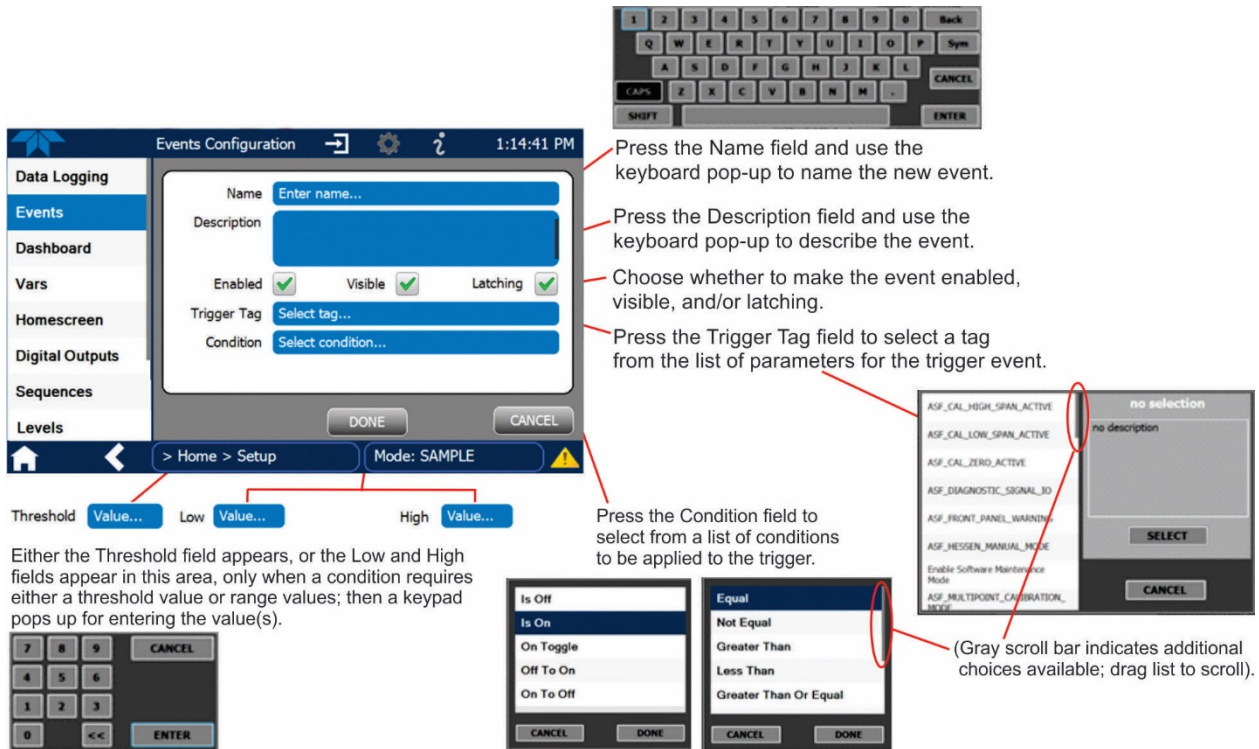 1 2 3 4 5 6 7 8 9 0 Back
Q W E R T Y U I O P Sym
A S D F G H J K L CANCEL
CAPS Z X C V B N M .
SHIFT ENTER
Press the Name field and use the
keyboard pop-up to name the new event.
Press the Description field and use the
keyboard pop-up to describe the event.
Choose whether to make the event enabled,
visible, and/or latching.
Press the Trigger Tag field to select a tag
from the list of parameters for the trigger event.
Events Configuration 1:14:41 PM
Data Logging
Events
Dashboard
Vars
Homescreen
Digital Outputs
Sequences
Levels
Name Enter name...
Description
Enabled Visible Latching
Trigger Tag Select tag...
Condition Select condition...
DONE CANCEL
> Home > Setup Mode: SAMPLE
Threshold Value... Low Value... High Value...
Either the Threshold field appears, or the Low and High
fields appear in this area, only when a condition requires
either a threshold value or range values; then a keypad
pops up for entering the value(s).
7 8 9 CANCEL
4 5 6
1 2 3
0 << ENTER
Press the Condition field to
select from a list of conditions
to be applied to the trigger.
Is Off
Is On
On Toggle
Off To On
On To Off
CANCEL DONE
Equal
Not Equal
Greater Than
Less Than
Greater Than Or Equal
CANCEL DONE
ASF_CAL_HIGH_SPAN_ACTIVE
ASF_CAL_LOW_SPAN_ACTIVE
ASF_CAL_ZERO_ACTIVE
ASF_DIAGNOSTIC_SIGNAL_IO
ASF_FRONT_PANEL_WARNING
ASF_HESSEN_MANUAL_MODE
Enable Software Maintenance
Mode
ASF_MULTIPOINT_CALIBRATION_
MODE
no selection
no description
SELECT
CANCEL
(Gray scroll bar indicates additional
choices available; drag list to scroll).